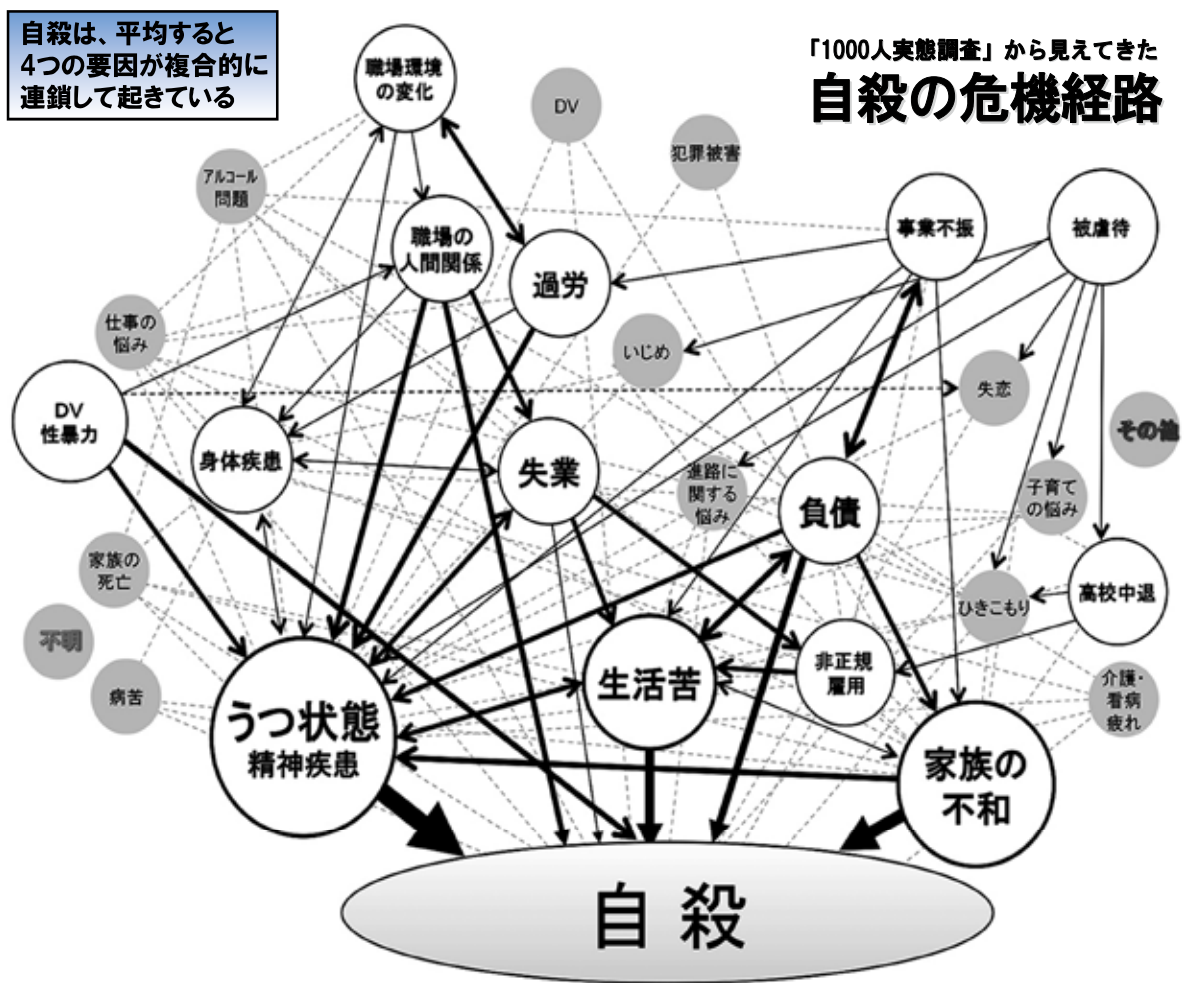 自殺は、平均すると
4つの要因が複合的に
連鎖して起きている
「1000人実態調査」から見えてきた
自殺の危機経路
職場環境
の変化
DV
犯罪被害
アルコール
問題
職場の
人間関係
過労
事業不振
被虐待
仕事の
悩み
いじめ
失恋
その他
DV
性暴力
身体疾患
失業
進路に
関する
悩み
負債
子育て
の悩み
家族の
死亡
ひきこもり
高校中退
不明
病苦
うつ状態
精神疾患
生活苦
非正規
雇用
介護・
看病
疲れ
家族の
不和
自殺